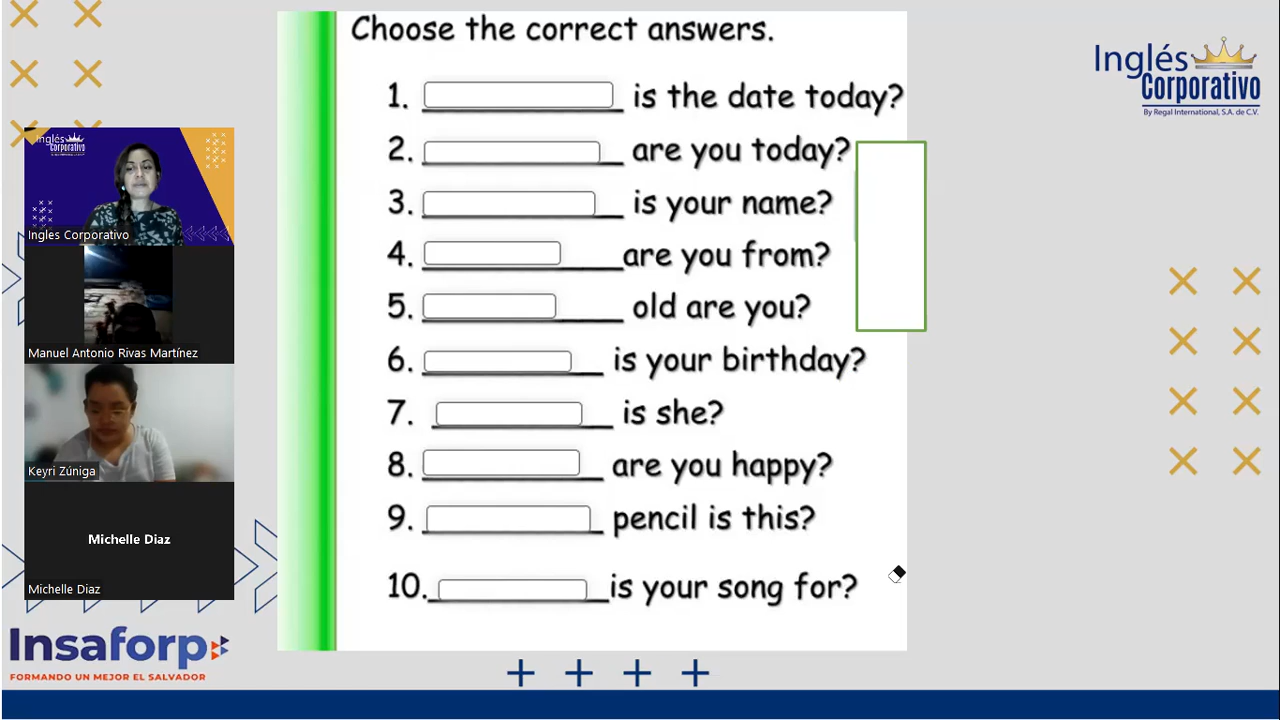 Choose the correct answers.
1. is the date today?
2. are you today?
3. is your name?
4. are you from?
5. old are you?
6. is your birthday?
7. is she?
8. are you happy?
9. pencil is this?
10. is your song for?
Inglés
Corporativo
By Regal International, S.A. de C.V.
Inglés
Corporativo
Ingles Corporativo
Manuel Antonio Rivas Martínez
Keyri Zúniga
Michelle Diaz
Michelle Diaz
Insaforp
FORMANDO UN MEJOR EL SALVADOR